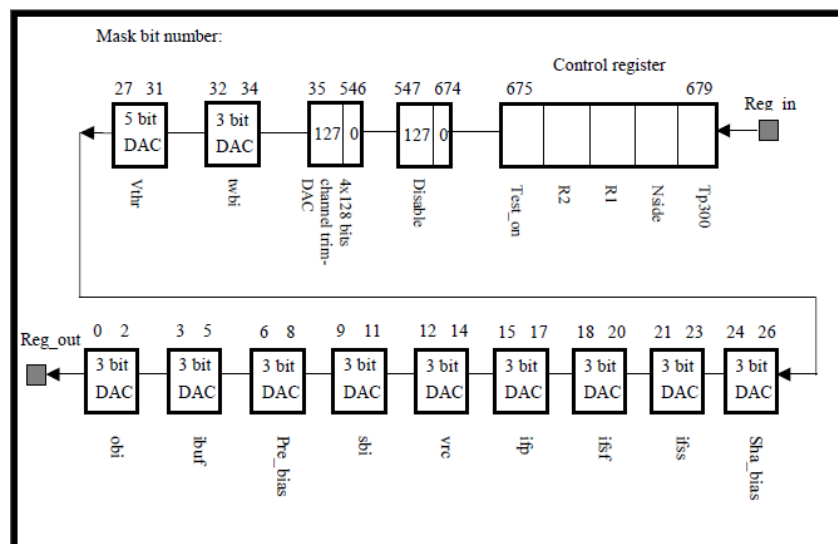 Mask bit number:
Control register
27 31 32 34 35 546 547 674 675 679
Reg_in
5 bit
DAC
3 bit
DAC
127 0
127 0
Vthr
twbi
4x128 bits
channel trim-
DAC
Disable
Test_on
R2
R1
Nside
Tp300
Reg_out
0 2 3 5 6 8 9 11 12 14 15 17 18 20 21 23 24 26
3 bit 3 bit 3 bit 3 bit 3 bit 3 bit 3 bit 3 bit 3 bit
DAC DAC DAC DAC DAC DAC DAC DAC DAC
obi
ibuf
Pre_bias
sbi
vrc
ifp
ifsf
ifss
Sha_bias